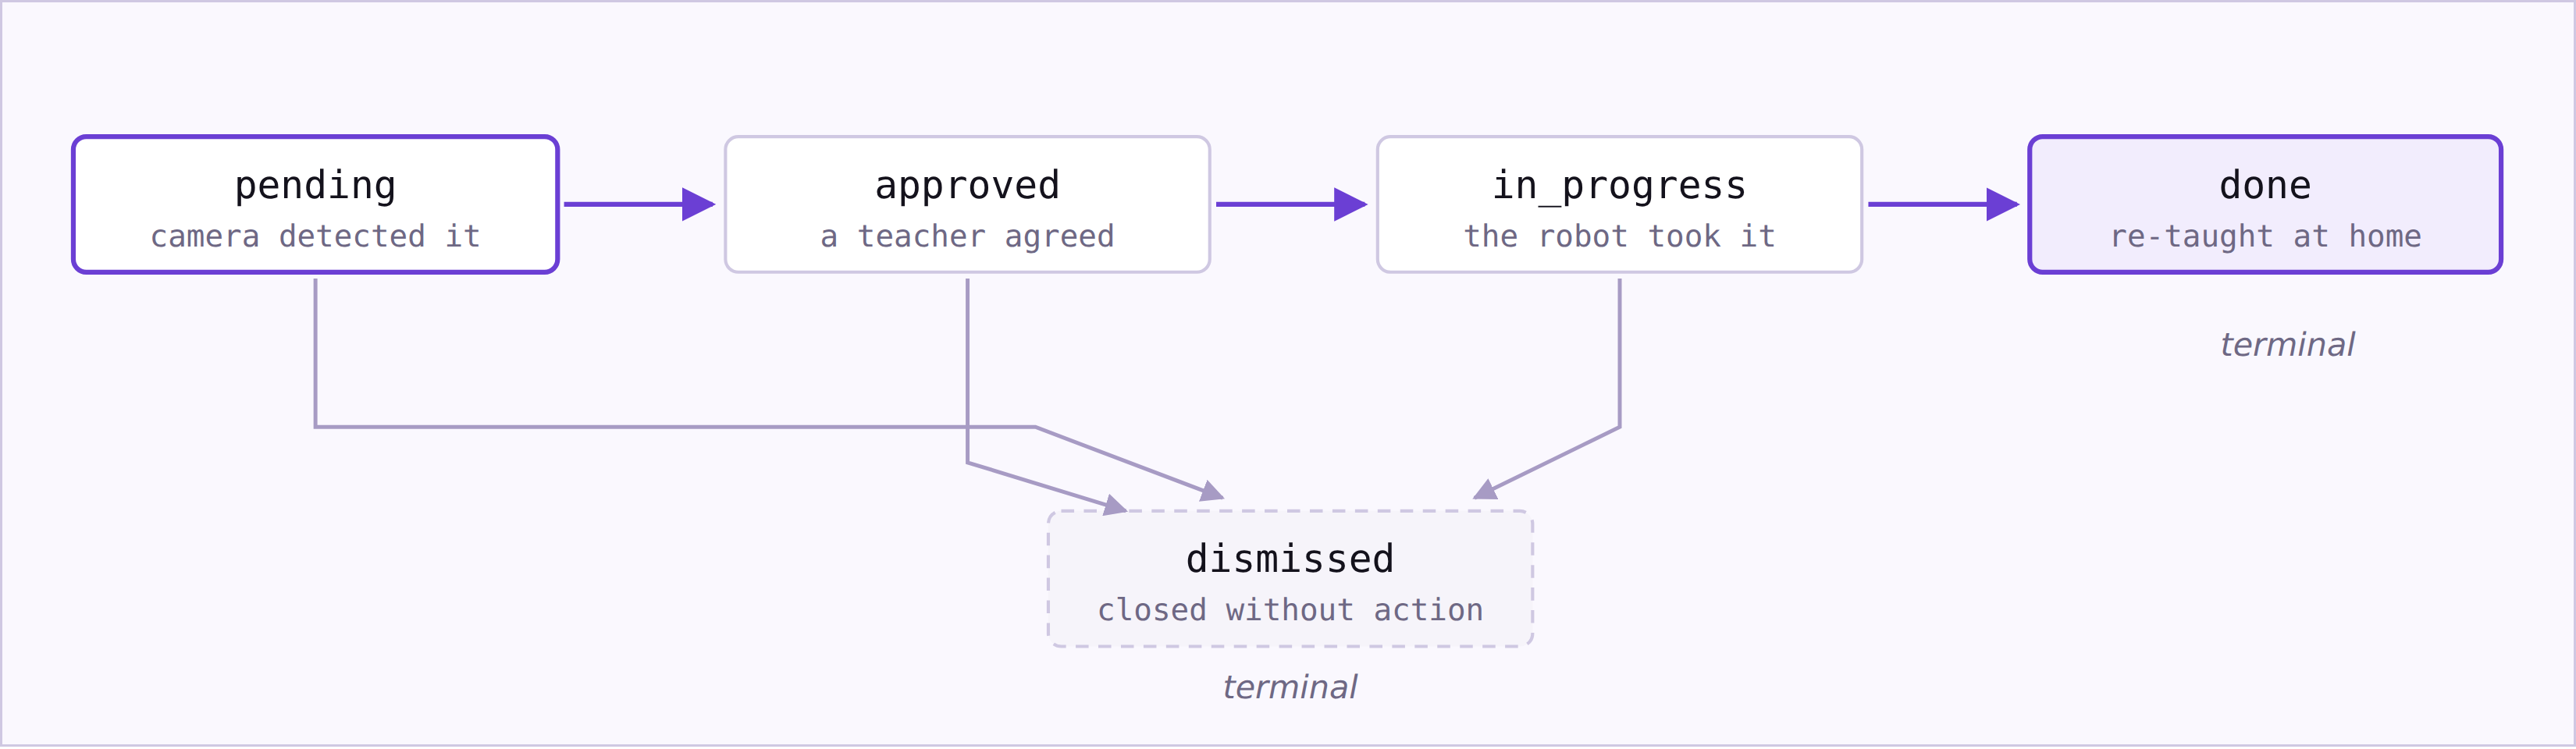 pending
camera detected it
approved
a teacher agreed
in_progress
the robot took it
done
re-taught at home
terminal
dismissed
closed without action
terminal